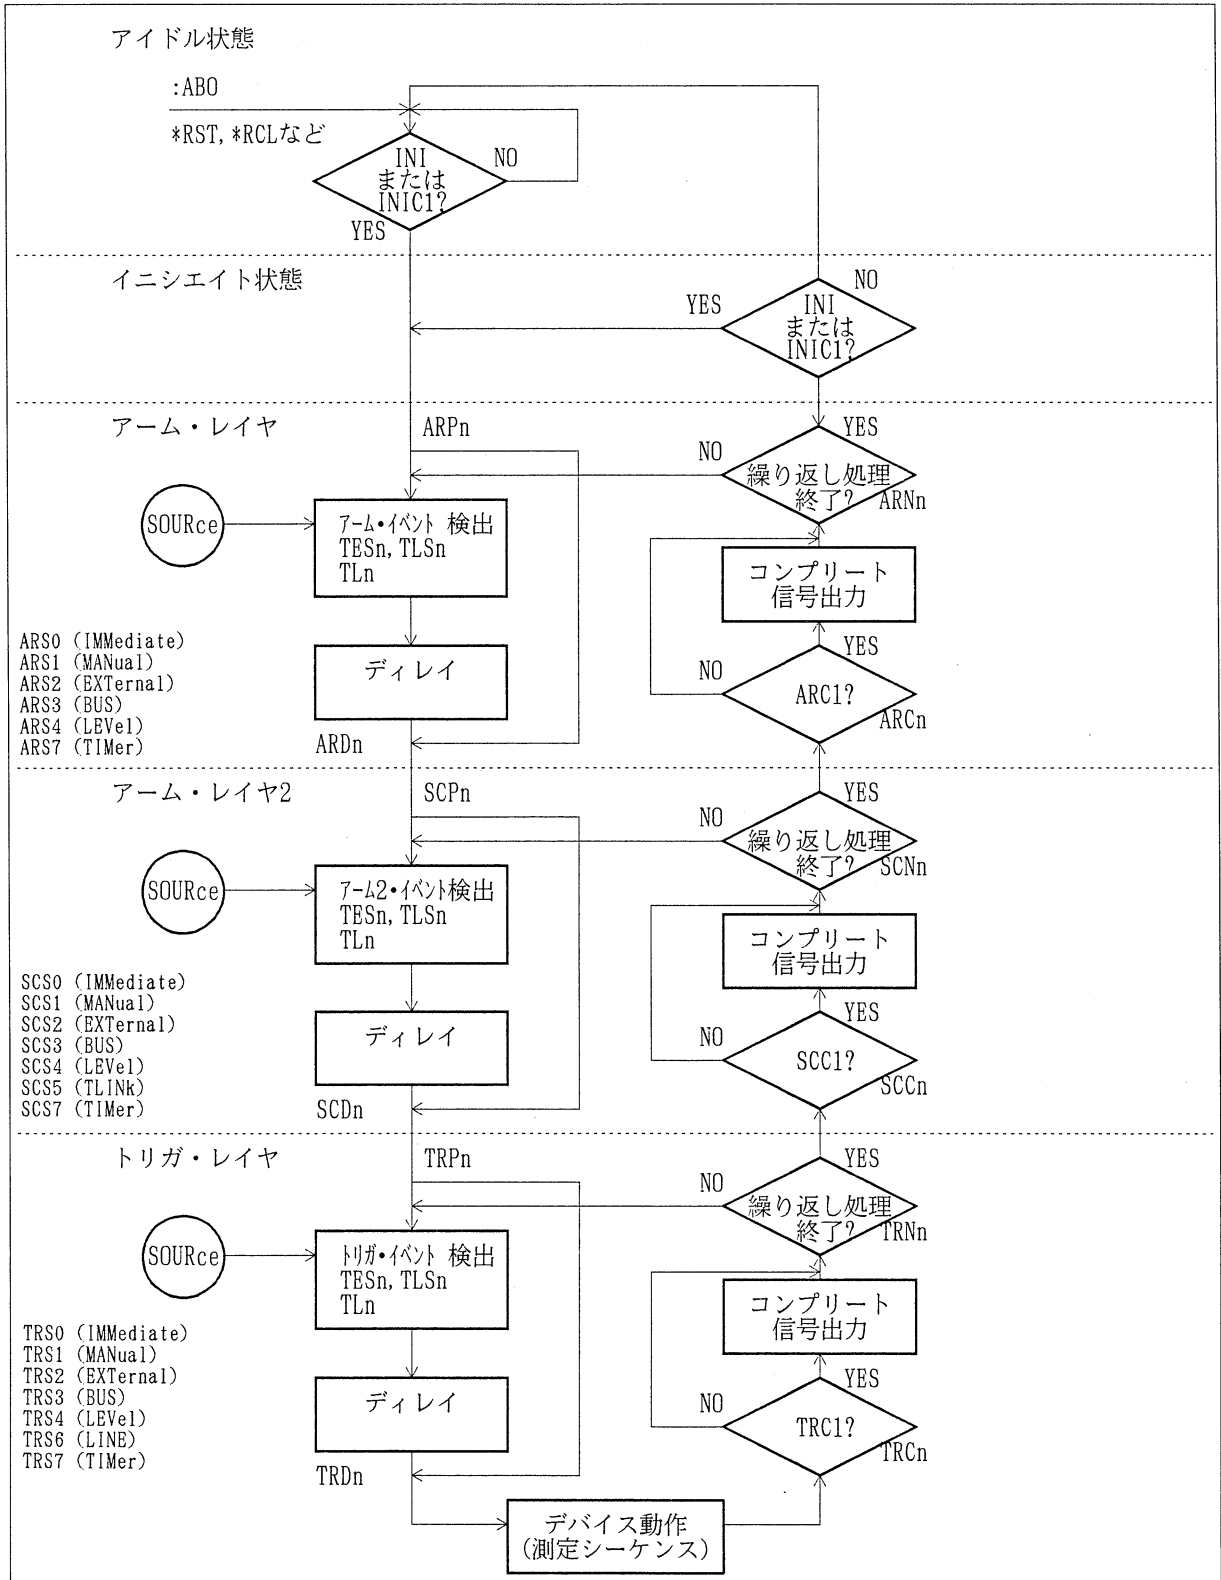 アイドル状態
:ABO
*RST, *RCLなど
INI
または
INIC1?
NO
YES
イニシエイト状態
NO
YES
INI
または
INIC1?
アーム・レイヤ
ARPn
YES
NO
繰り返し処理
終了?
ARNn
SOURce
アーム・イベント 検出
TESn, TLSn
TLn
コンプリート
信号出力
ARS0 (IMMediate)
ARS1 (MANual)
ARS2 (EXTernal)
ARS3 (BUS)
ARS4 (LEVel)
ARS7 (TIMer)
ディレイ
YES
NO
ARC1?
ARCn
ARDn
アーム・レイヤ2
SCPn
YES
NO
繰り返し処理
終了?
SCNn
SOURce
アーム2・イベント検出
TESn, TLSn
TLn
コンプリート
信号出力
SCS0 (IMMediate)
SCS1 (MANual)
SCS2 (EXTernal)
SCS3 (BUS)
SCS4 (LEVel)
SCS5 (TLINk)
SCS7 (TIMer)
ディレイ
YES
NO
SCC1?
SCCn
SCDn
トリガ・レイヤ
TRPn
YES
NO
繰り返し処理
終了?
TRNn
SOURce
トリガ・イベント 検出
TESn, TLSn
TLn
コンプリート
信号出力
TRS0 (IMMediate)
TRS1 (MANual)
TRS2 (EXTernal)
TRS3 (BUS)
TRS4 (LEVel)
TRS6 (LINE)
TRS7 (TIMer)
ディレイ
YES
NO
TRC1?
TRCn
TRDn
デバイス動作
(測定シーケンス)